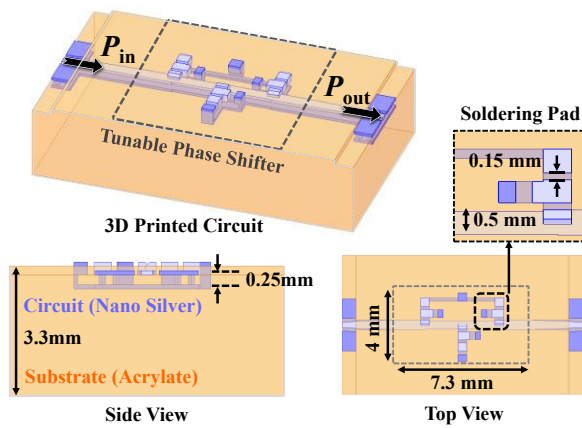 P_in
P_out
Tunable Phase Shifter
3D Printed Circuit
Soldering Pad
0.15 mm
0.5 mm
0.25mm
Circuit (Nano Silver)
3.3mm
Substrate (Acrylate)
Side View
4 mm
7.3 mm
Top View